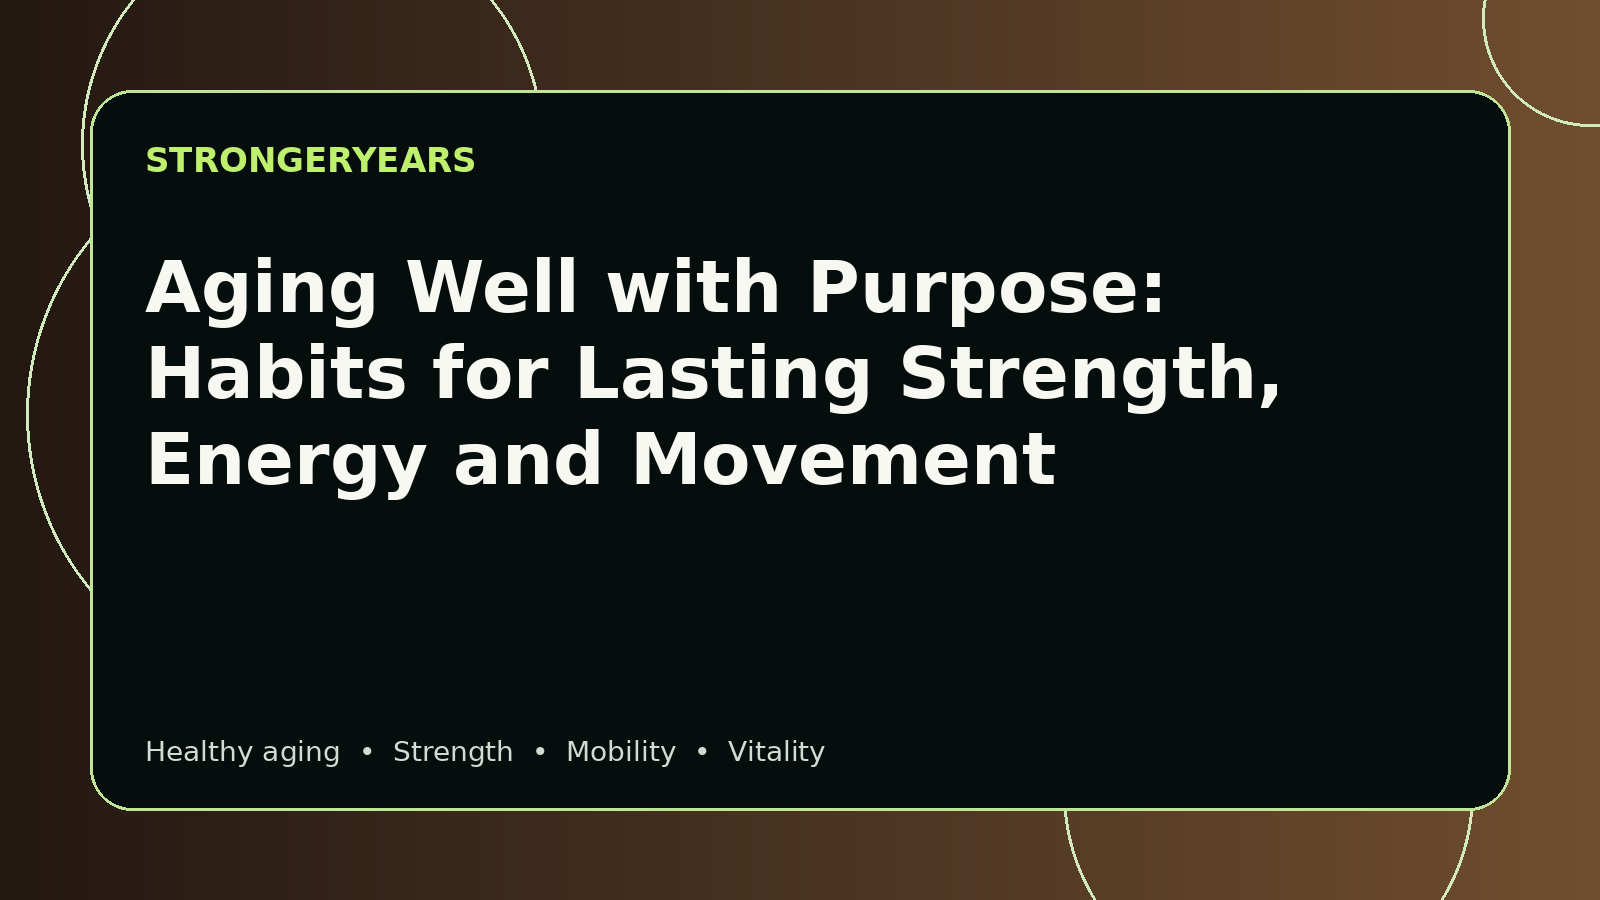 STRONGERYEARS
Aging Well with Purpose:
Habits for Lasting Strength,
Energy and Movement
Healthy aging • Strength • Mobility • Vitality